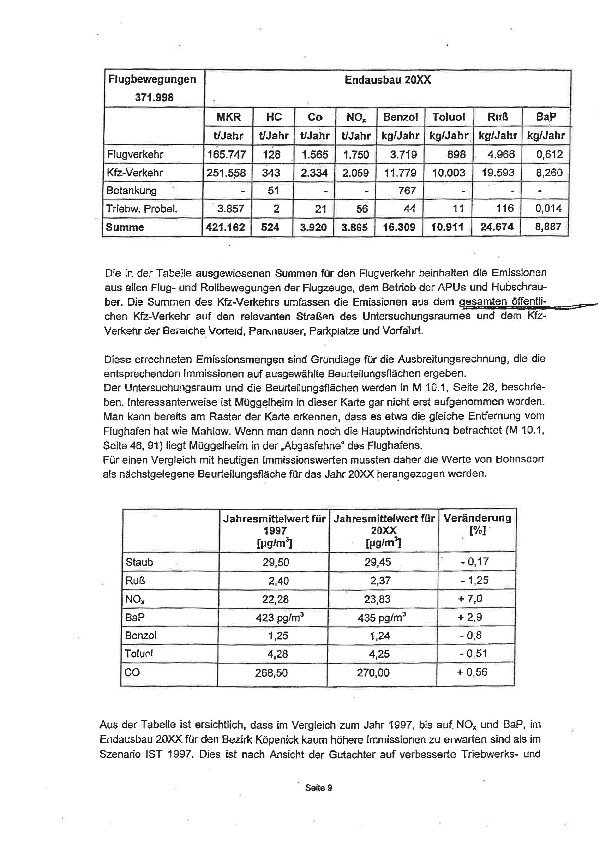 Flugbewegungen 371.998 Endausbau 20XX
MKR HC Co NOx Benzol Toluol Ruß BaP
t/Jahr t/Jahr t/Jahr t/Jahr kg/Jahr kg/Jahr kg/Jahr kg/Jahr
Flugverkehr 165.747 128 1.565 1.750 3.719 898 4.966 0,612
Kfz-Verkehr 251.558 343 2.334 2.059 11.779 10.003 19.593 8,260
Betankung - 51 - - 767 - - -
Triebw. Probel. 3.857 2 21 56 44 11 116 0,014
Summe 421.162 524 3.920 3.865 16.309 10.911 24.674 8,887
Die in der Tabelle ausgewiesenen Summen für den Flugverkehr beinhalten die Emissionen
aus allen Flug- und Rollbewegungen der Flugzeuge, dem Betrieb der APUs und Hubschrau-
ber. Die Summen des Kfz-Verkehrs umfassen die Emissionen aus dem gesamten öffentli-
chen Kfz-Verkehr auf den relevanten Straßen des Untersuchungsraumes und dem Kfz-
Verkehr der Bereiche Vorfeld, Parkhäuser, Parkplätze und Vorfahrt.
Diese errechneten Emissionsmengen sind Grundlage für die Ausbreitungsrechnung, die die
entsprechenden Immissionen auf ausgewählte Beurteilungsflächen ergeben.
Der Untersuchungsraum und die Beurteilungsflächen werden in M 10.1, Seite 28, beschrie-
ben. Interessanterweise ist Müggelheim in dieser Karte gar nicht erst aufgenommen worden.
Man kann bereits am Raster der Karte erkennen, dass es etwa die gleiche Entfernung vom
Flughafen hat wie Mahlow. Wenn man dann noch die Hauptwindrichtung betrachtet (M 10.1,
Seite 46, 91) liegt Müggelheim in der „Abgasfahne“ des Flughafens.
Für einen Vergleich mit heutigen Immissionswerten mussten daher die Werte von Bohnsdorf
als nächstgelegene Beurteilungsfläche für das Jahr 20XX herangezogen werden.
Jahresmittelwert für 1997 [µg/m³] Jahresmittelwert für 20XX [µg/m³] Veränderung [%]
Staub 29,50 29,45 - 0,17
Ruß 2,40 2,37 - 1,25
NOx 22,28 23,83 + 7,0
BaP 423 pg/m³ 435 pg/m³ + 2,9
Benzol 1,25 1,24 - 0,8
Toluol 4,28 4,25 - 0,51
CO 268,50 270,00 + 0,56
Aus der Tabelle ist ersichtlich, dass im Vergleich zum Jahr 1997, bis auf NOx und BaP, im
Endausbau 20XX für den Bezirk Köpenick kaum höhere Immissionen zu erwarten sind als im
Szenario IST 1997. Dies ist nach Ansicht der Gutachter auf verbesserte Triebwerks- und
Seite 9